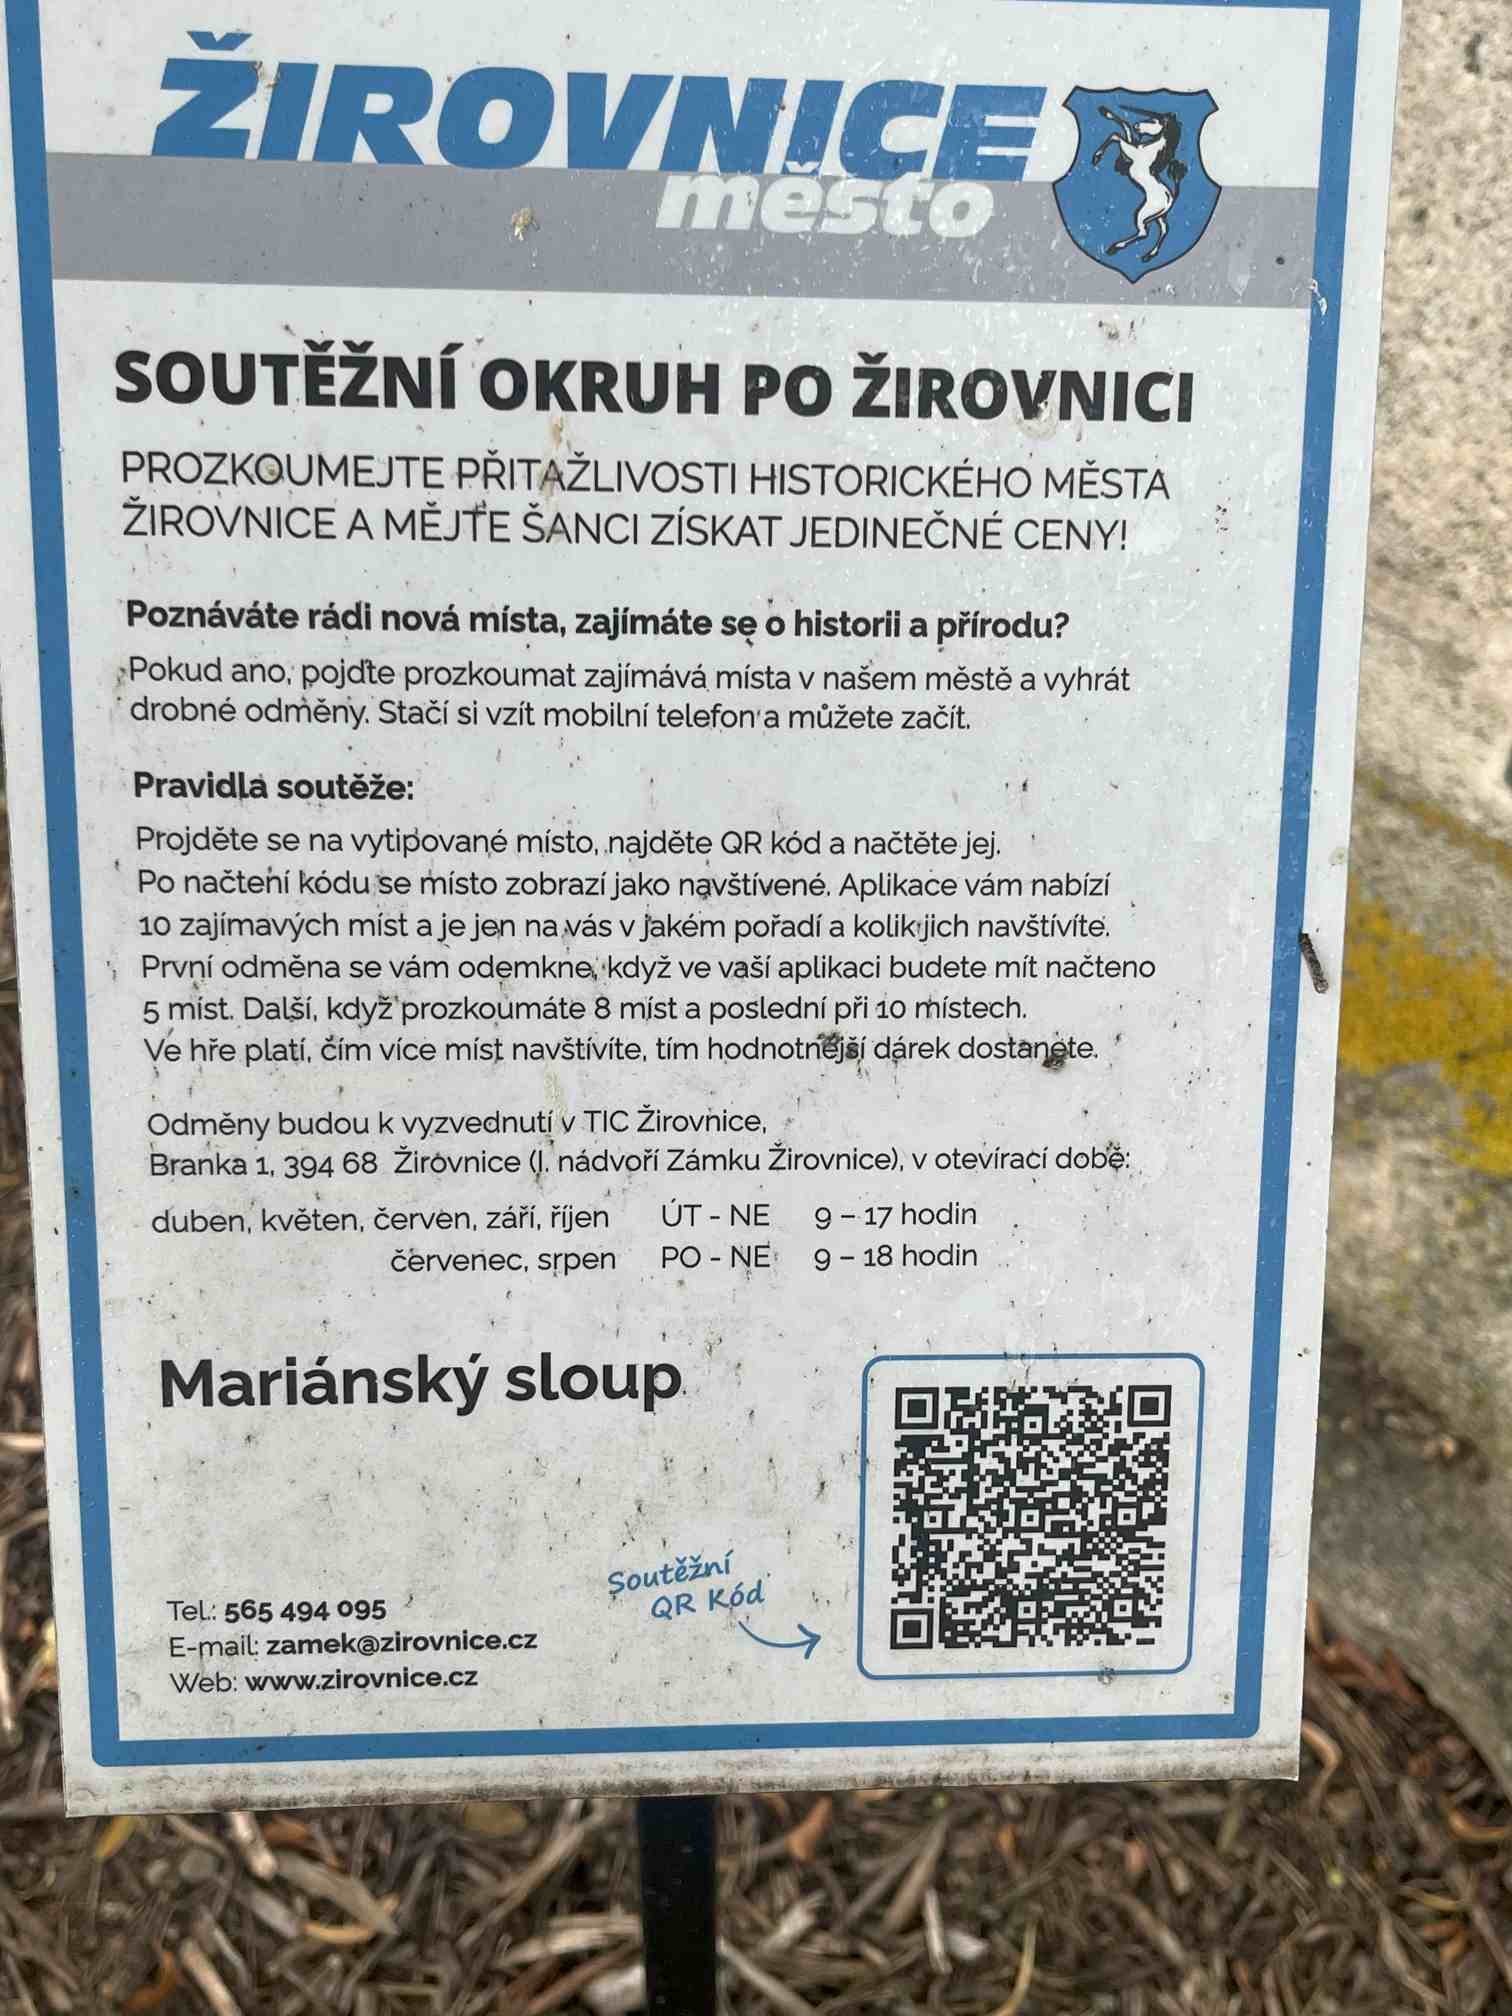 ŽIROVNICE
město
SOUTĚŽNÍ OKRUH PO ŽIROVNICI
PROZKOUMEJTE PŘITAŽLIVOSTI HISTORICKÉHO MĚSTA
ŽIROVNICE A MĚJTE ŠANCI ZÍSKAT JEDINEČNÉ CENY!
Poznáváte rádi nová místa, zajímáte se o historii a přírodu?
Pokud ano, pojďte prozkoumat zajímává místa v našem městě a vyhrát
drobné odměny. Stačí si vzít mobilní telefon a můžete začít.
Pravidla soutěže:
Projděte se na vytipované místo, najděte QR kód a načtěte jej.
Po načtení kódu se místo zobrazí jako navštívené. Aplikace vám nabízí
10 zajímavých míst a je jen na vás v jakém pořadí a kolik jich navštívíte.
První odměna se vám odemkne, když ve vaší aplikaci budete mít načteno
5 míst. Další, když prozkoumáte 8 míst a poslední při 10 místech.
Ve hře platí, čím více míst navštívíte, tím hodnotnější dárek dostanete.
Odměny budou k vyzvednutí v TIC Žirovnice,
Branka 1, 394 68 Žirovnice (I. nádvoří Zámku Žirovnice), v otevírací době:
duben, květen, červen, září, říjen ÚT - NE 9 – 17 hodin
červenec, srpen PO - NE 9 – 18 hodin
Mariánský sloup
Soutěžní
QR Kód
Tel.: 565 494 095
E-mail: zamek@zirovnice.cz
Web: www.zirovnice.cz